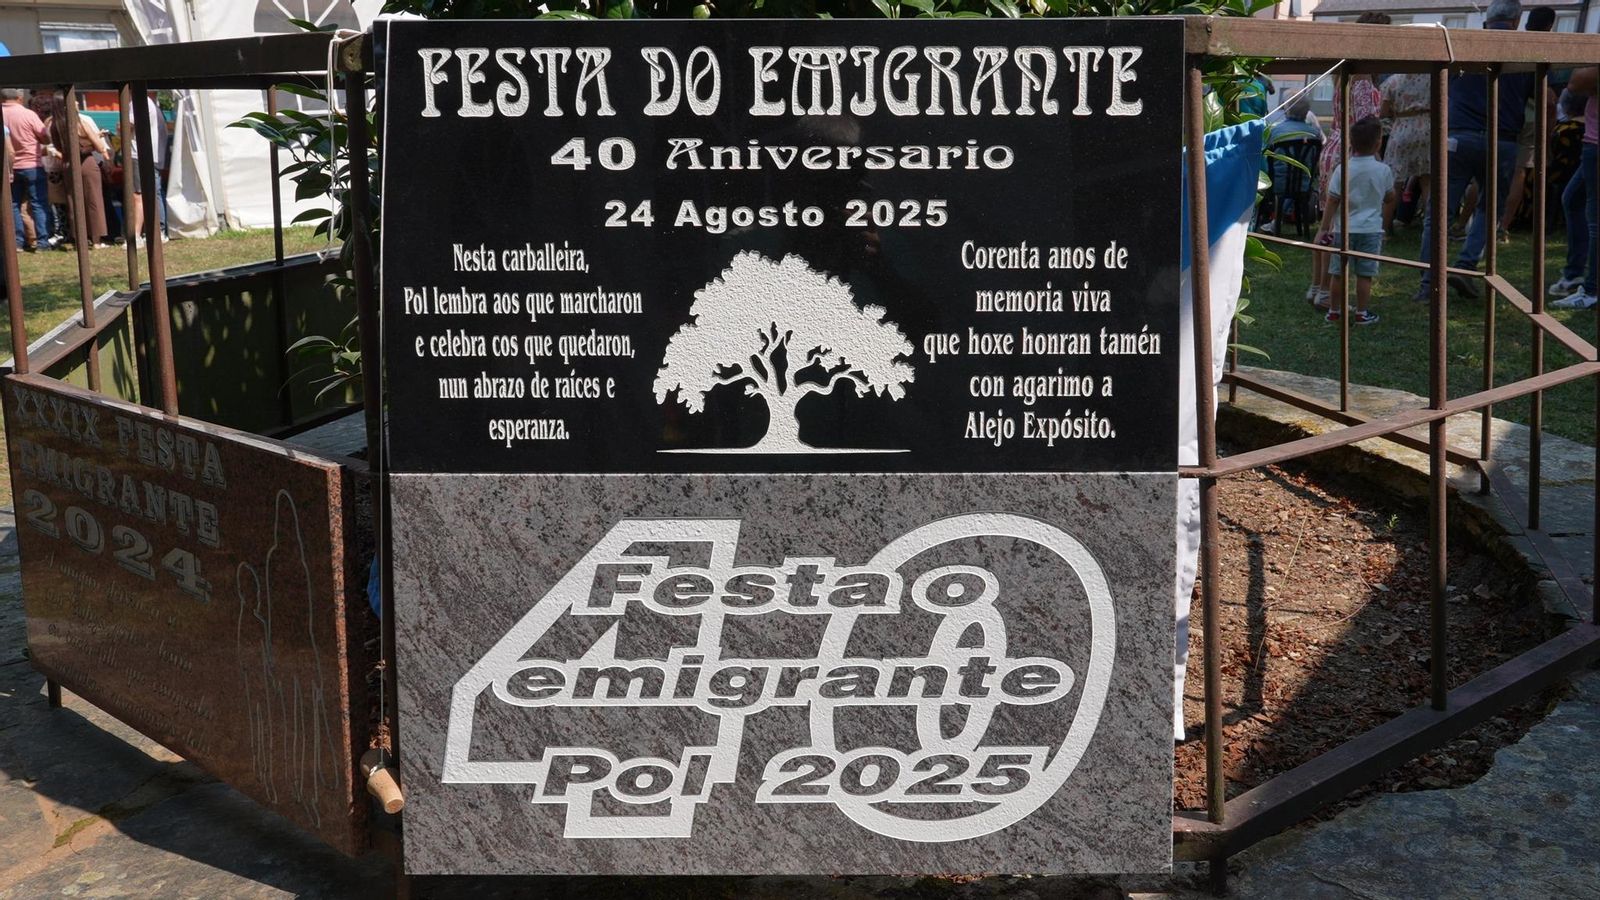 FESTA DO EMIGRANTE
40 Aniversario
24 Agosto 2025
Nesta carballeira,
Pol lembra aos que marcharon
e celebra cos que quedaron,
nun abrazo de raíces e
esperanza.
Corenta anos de
memoria viva
que hoxe honran tamén
con agarimo a
Alejo Expósito.
40
Festa o
emigrante
Pol 2025
XXXIX FESTA
EMIGRANTE
2024